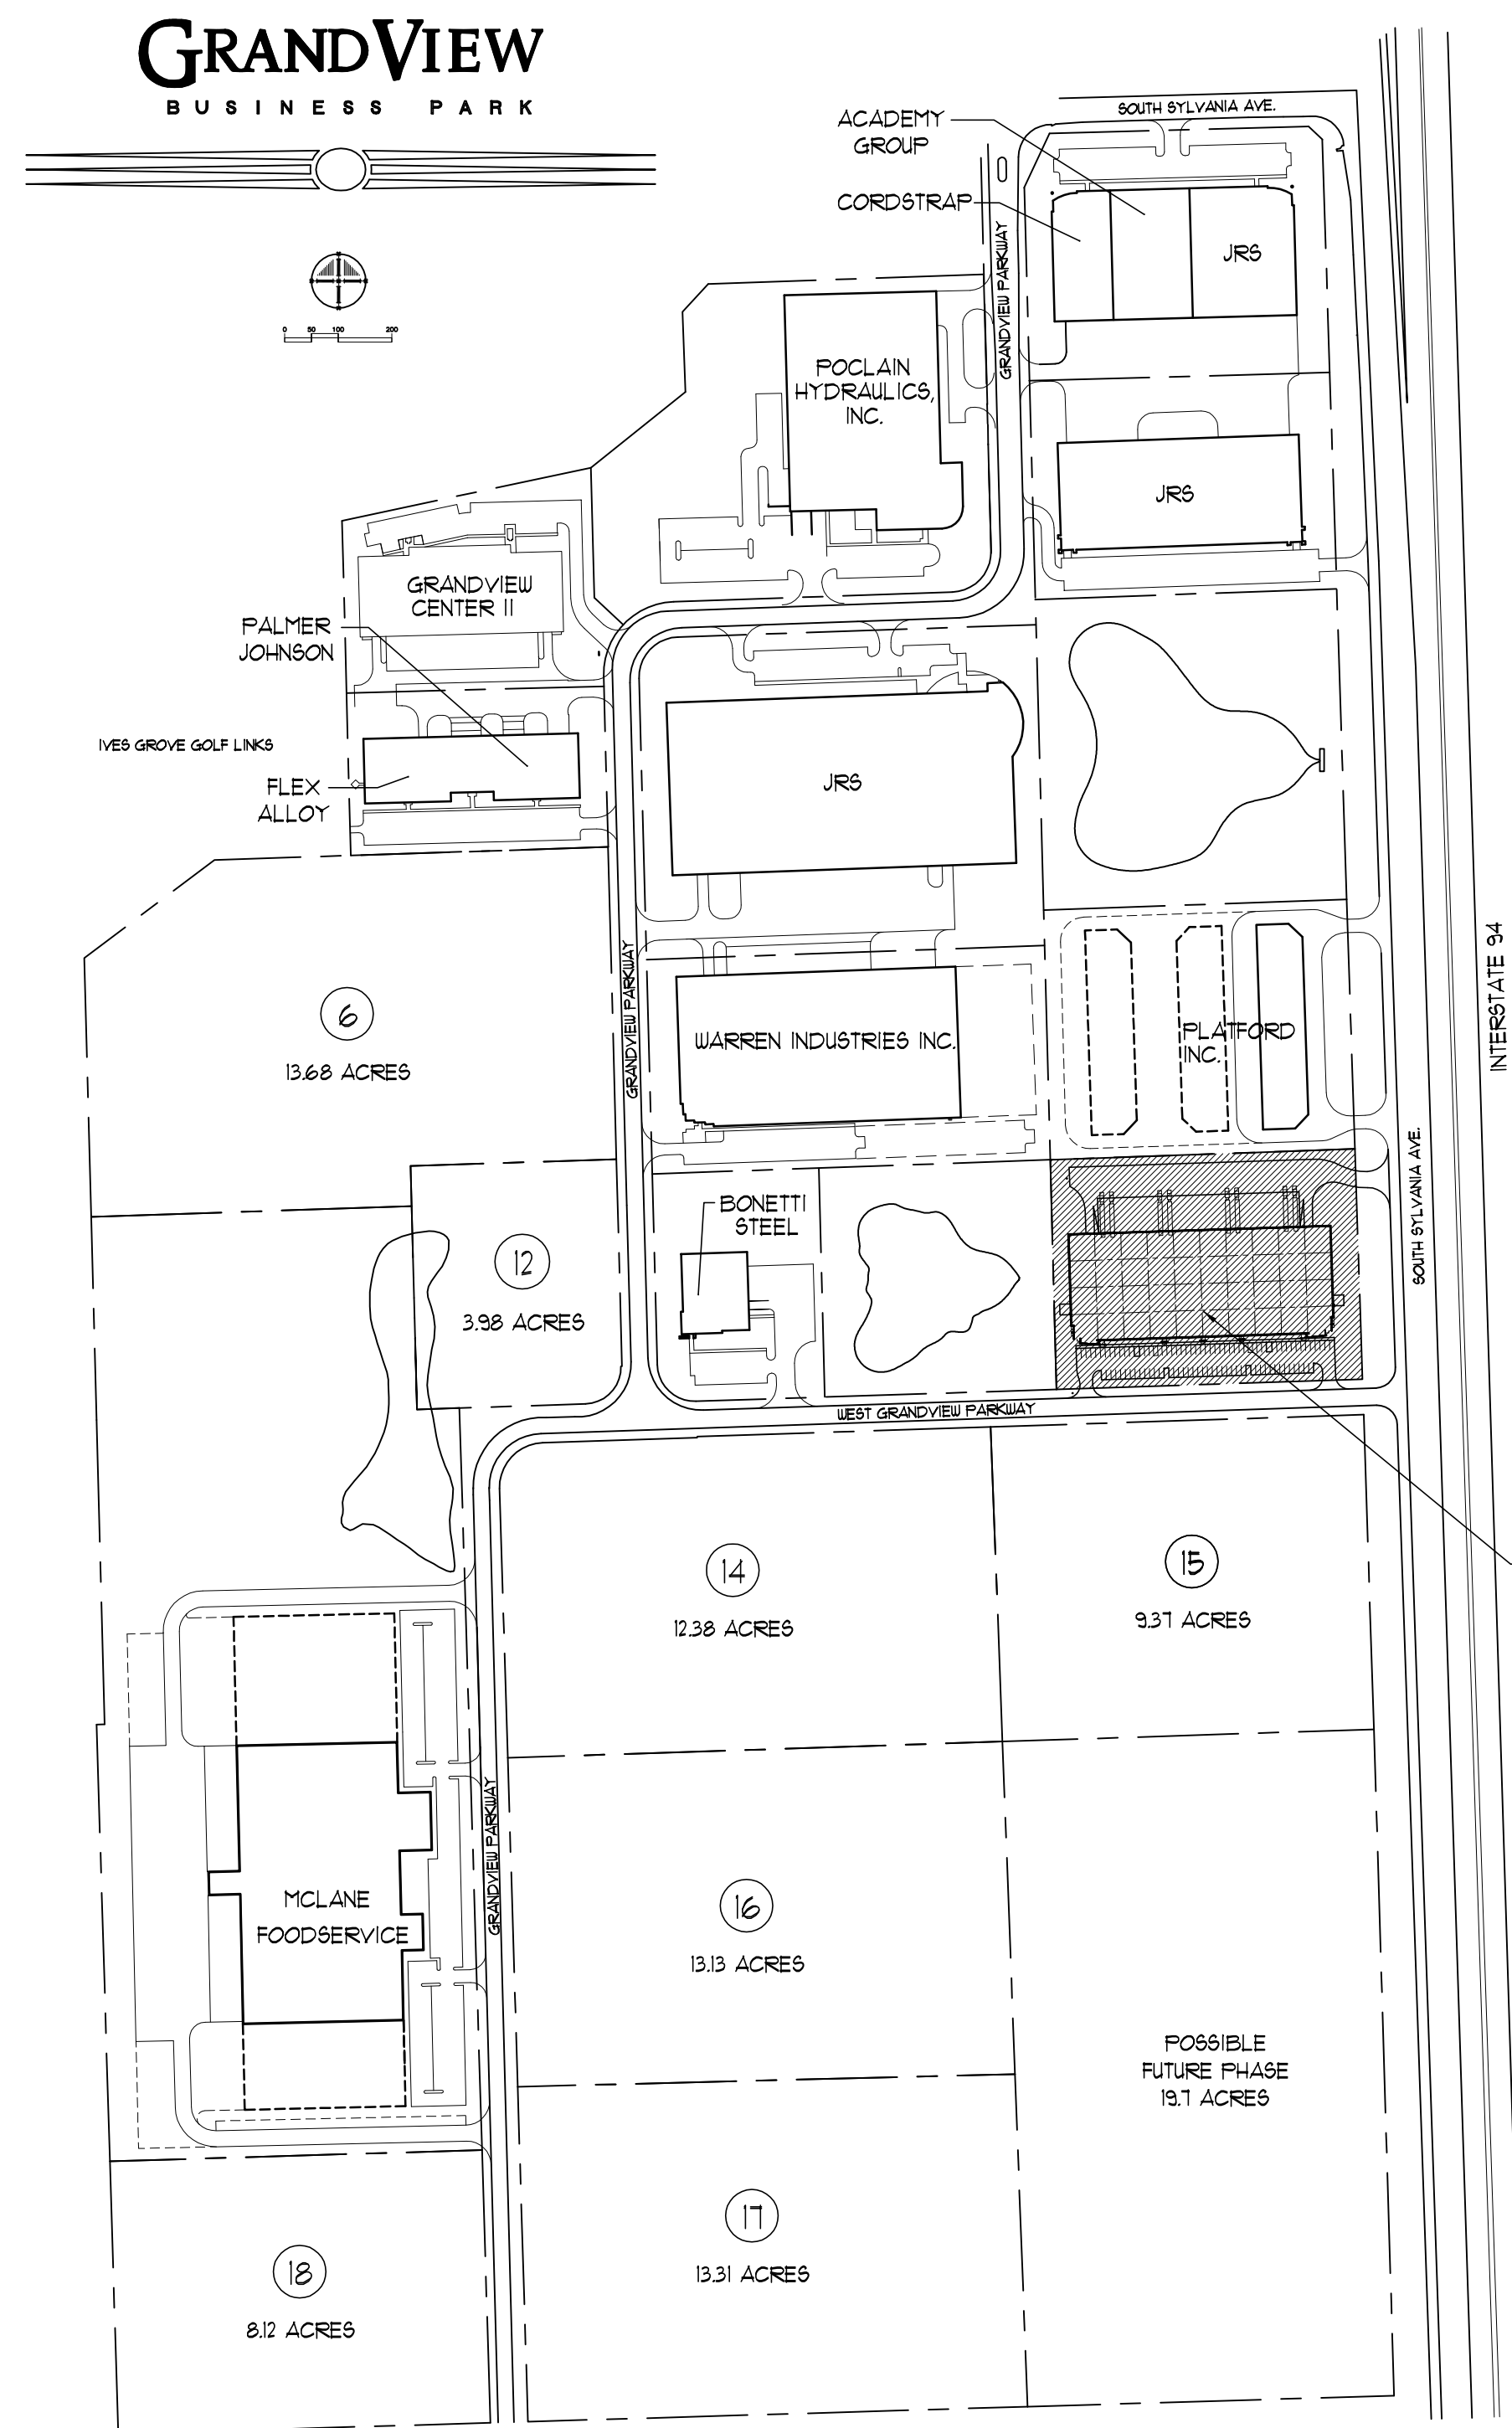 GRANDVIEW
BUSINESS PARK
SOUTH SYLVANIA AVE.
ACADEMY
GROUP
CORDSTRAP
JRS
GRANDVIEW PARKWAY
0 50 100 200
POCLAIN
HYDRAULICS,
INC.
JRS
GRANDVIEW
CENTER II
PALMER
JOHNSON
IVES GROVE GOLF LINKS
FLEX
ALLOY
JRS
INTERSTATE 94
GRANDVIEW PARKWAY
6
13.68 ACRES
WARREN INDUSTRIES INC.
PLATFORD
INC.
SOUTH SYLVANIA AVE.
BONETTI
STEEL
12
3.98 ACRES
WEST GRANDVIEW PARKWAY
14
12.38 ACRES
15
9.37 ACRES
GRANDVIEW PARKWAY
MCLANE
FOODSERVICE
16
13.13 ACRES
POSSIBLE
FUTURE PHASE
19.7 ACRES
17
13.31 ACRES
18
8.12 ACRES